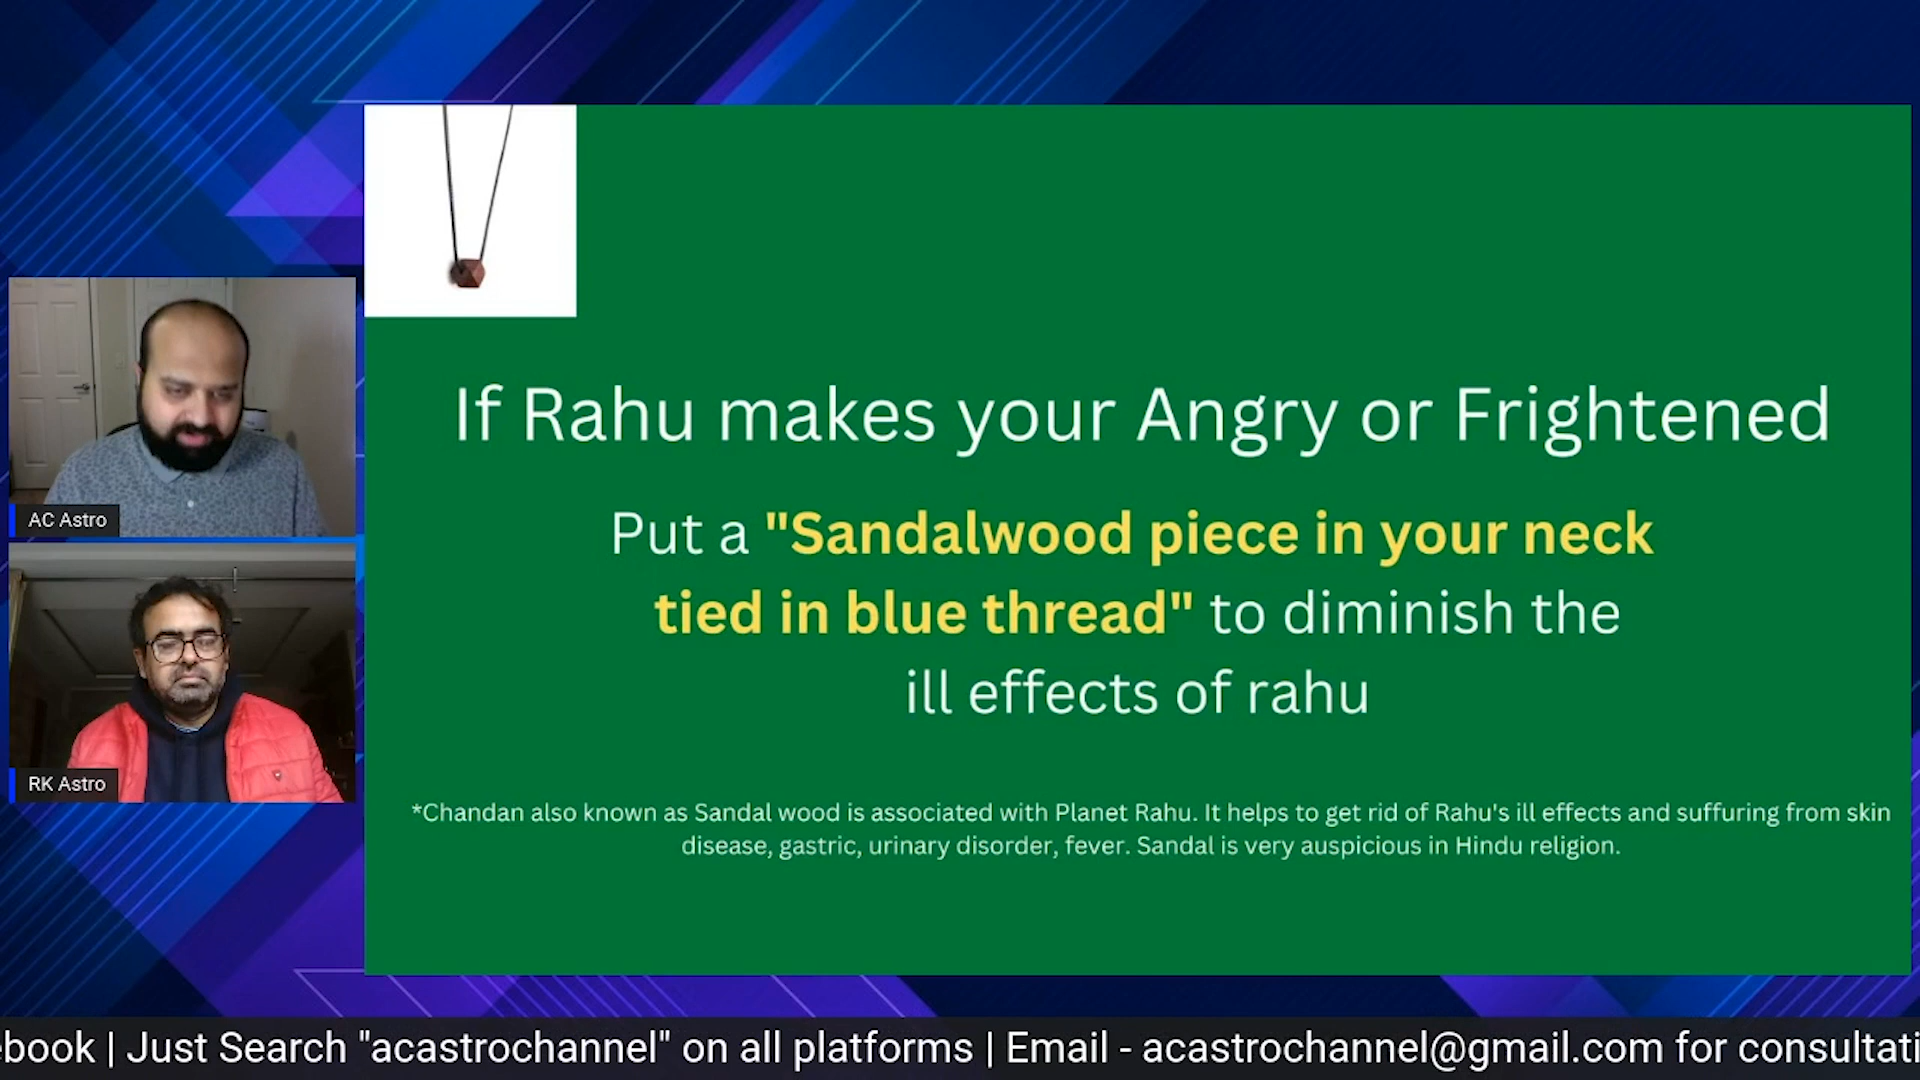 If Rahu makes your Angry or Frightened
Put a "Sandalwood piece in your neck
tied in blue thread" to diminish the
ill effects of rahu
*Chandan also known as Sandal wood is associated with Planet Rahu. It helps to get rid of Rahu's ill effects and suffuring from skin
disease, gastric, urinary disorder, fever. Sandal is very auspicious in Hindu religion.
AC Astro
RK Astro
ebook | Just Search "acastrochannel" on all platforms | Email - acastrochannel@gmail.com for consultati